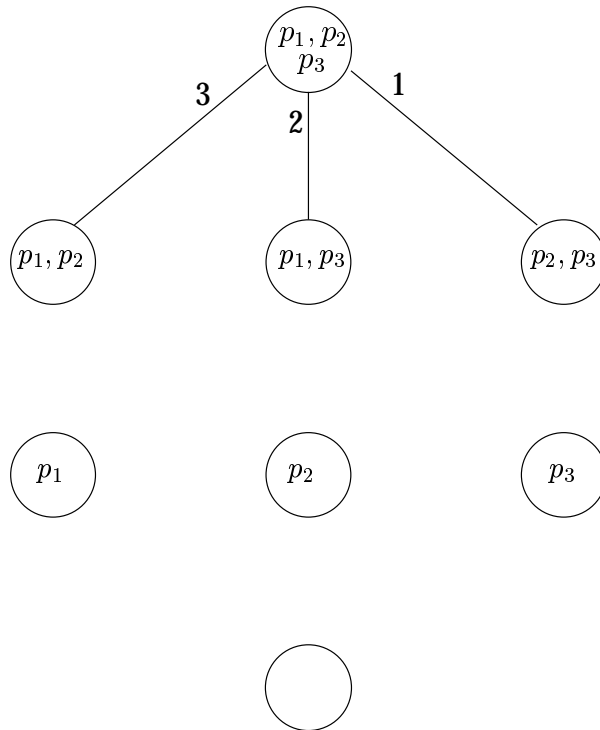 p₁, p₂
p₃
3
2
1
p₁, p₂
p₁, p₃
p₂, p₃
p₁
p₂
p₃